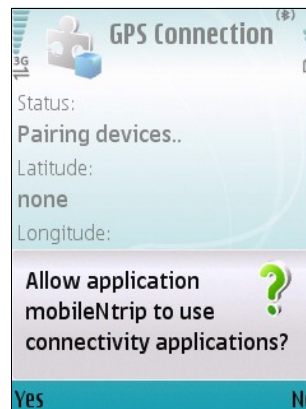 GPS Connection
3G
Status:
Pairing devices..
Latitude:
none
Longitude:
Allow application
mobileNtrip to use
connectivity applications?
Yes